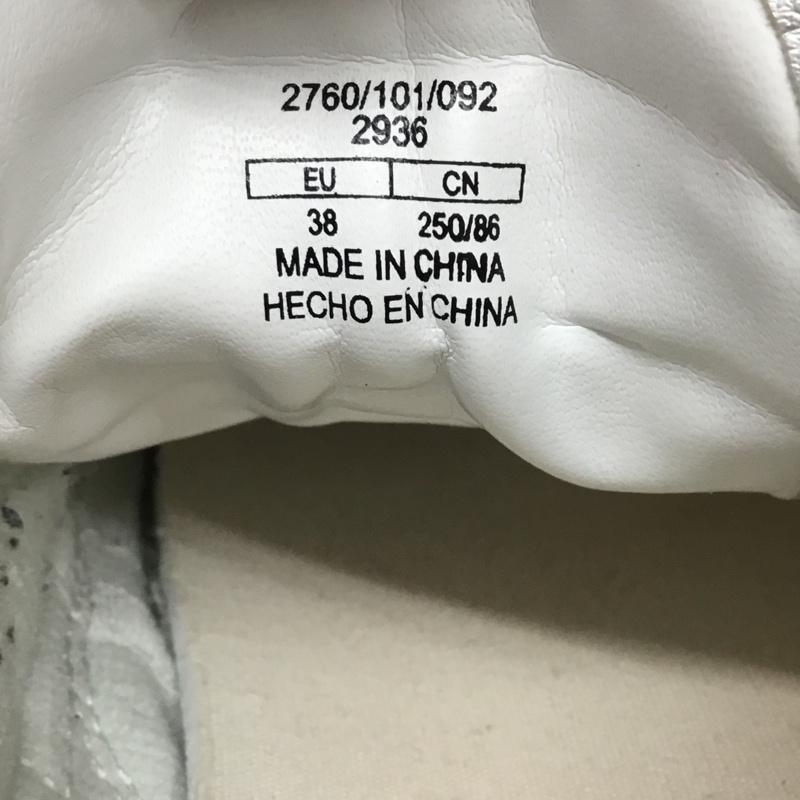 2760/101/092
2936
EU CN
38 250/86
MADE IN CHINA
HECHO EN CHINA